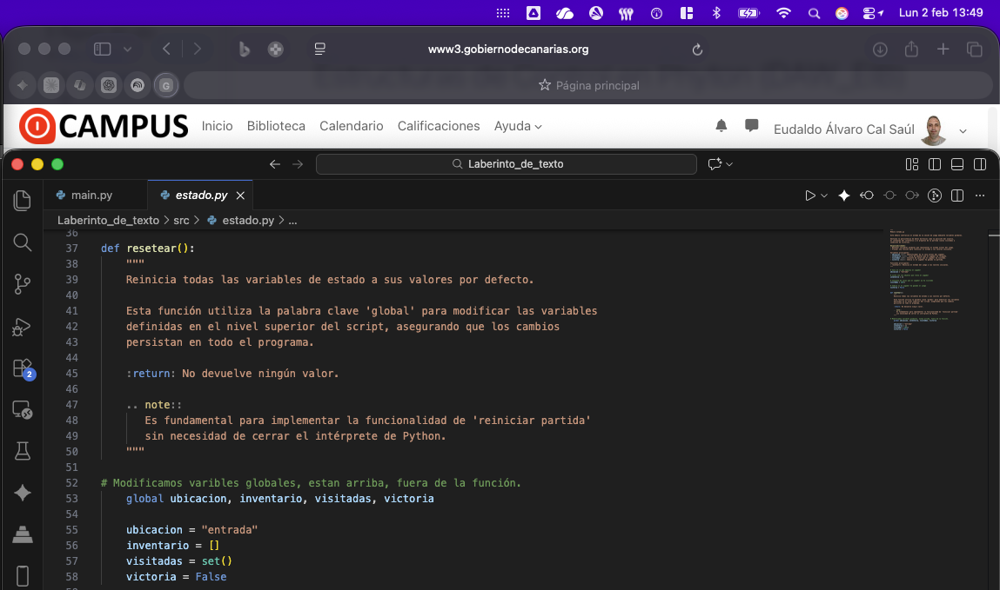 Lun 2 feb 13:49
www3.gobiernodecanarias.org
G
Página principal
CAMPUS Inicio Biblioteca Calendario Calificaciones Ayuda Eudaldo Álvaro Cal Saúl
Laberinto_de_texto
main.py estado.py
Laberinto_de_texto > src > estado.py > ...
36
37 def resetear():
38 """
39 Reinicia todas las variables de estado a sus valores por defecto.
40
41 Esta función utiliza la palabra clave 'global' para modificar las variables
42 definidas en el nivel superior del script, asegurando que los cambios
43 persistan en todo el programa.
44
45 :return: No devuelve ningún valor.
46
47 .. note::
48 Es fundamental para implementar la funcionalidad de 'reiniciar partida'
49 sin necesidad de cerrar el intérprete de Python.
50 """
51
52 # Modificamos varibles globales, estan arriba, fuera de la función.
53 global ubicacion, inventario, visitadas, victoria
54
55 ubicacion = "entrada"
56 inventario = []
57 visitadas = set()
58 victoria = False
2